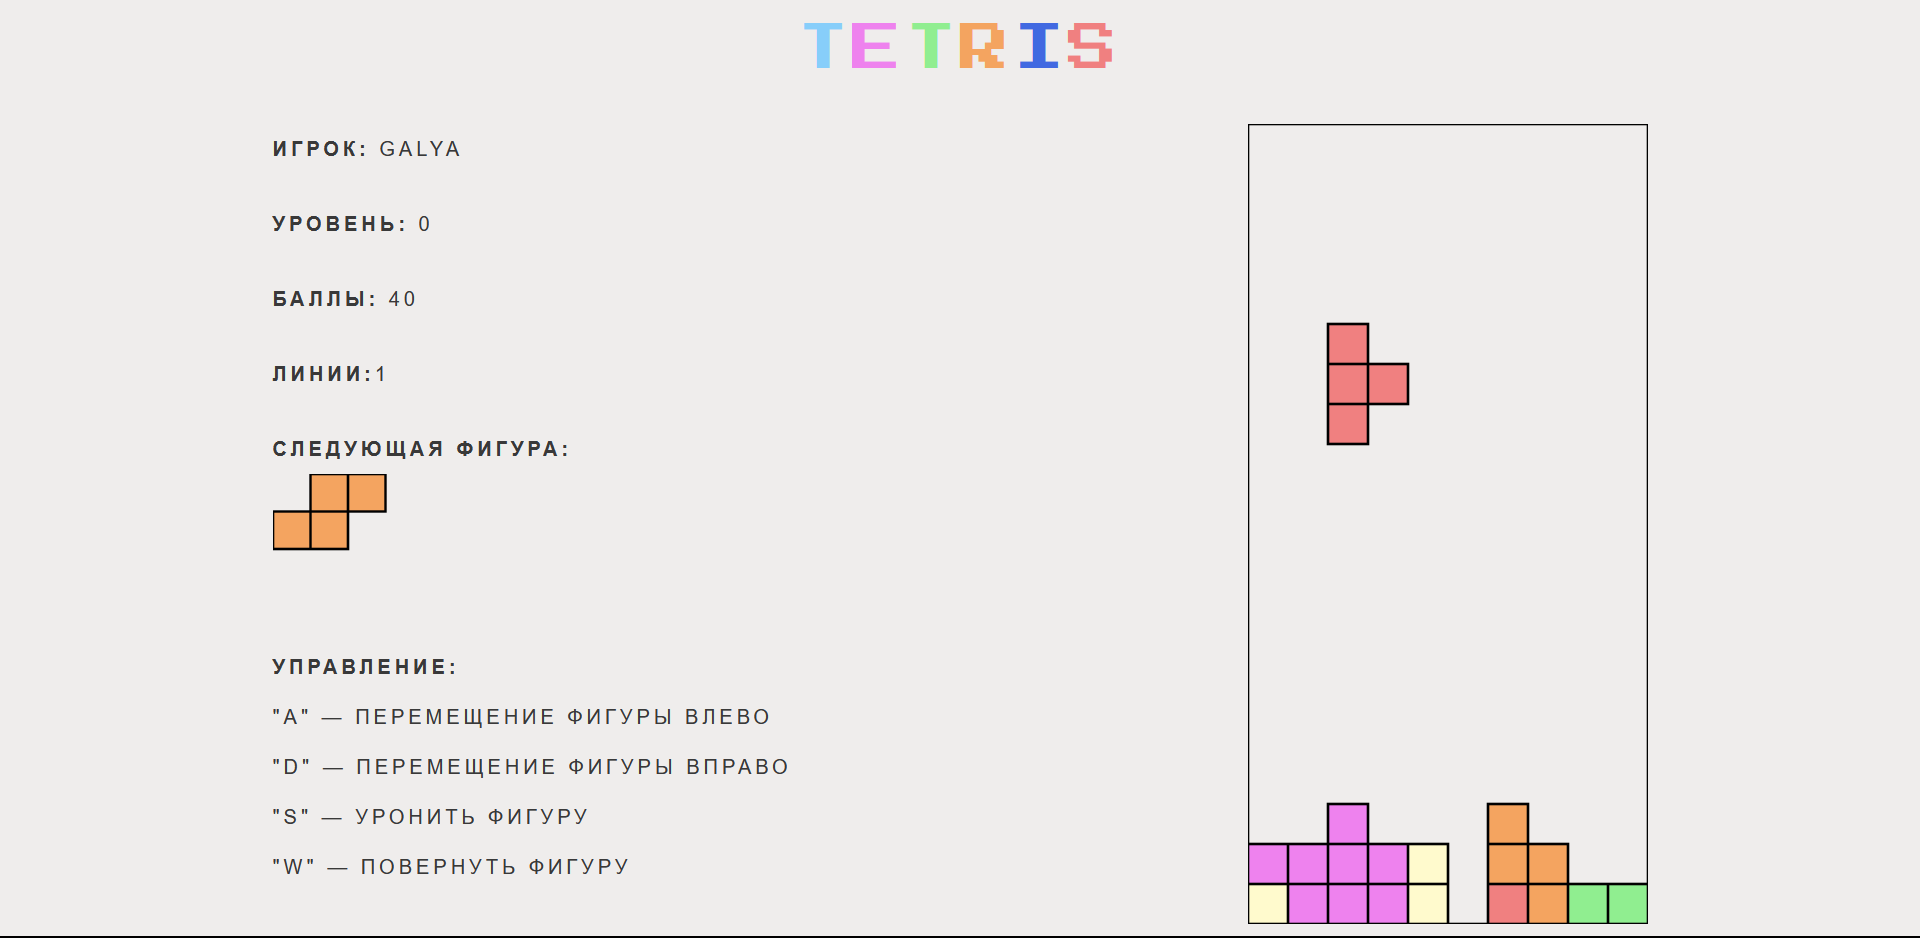 TETRIS
ИГРОК: GALYA
УРОВЕНЬ: 0
БАЛЛЫ: 40
ЛИНИИ:1
СЛЕДУЮЩАЯ ФИГУРА:
УПРАВЛЕНИЕ:
"A" — ПЕРЕМЕЩЕНИЕ ФИГУРЫ ВЛЕВО
"D" — ПЕРЕМЕЩЕНИЕ ФИГУРЫ ВПРАВО
"S" — УРОНИТЬ ФИГУРУ
"W" — ПОВЕРНУТЬ ФИГУРУ